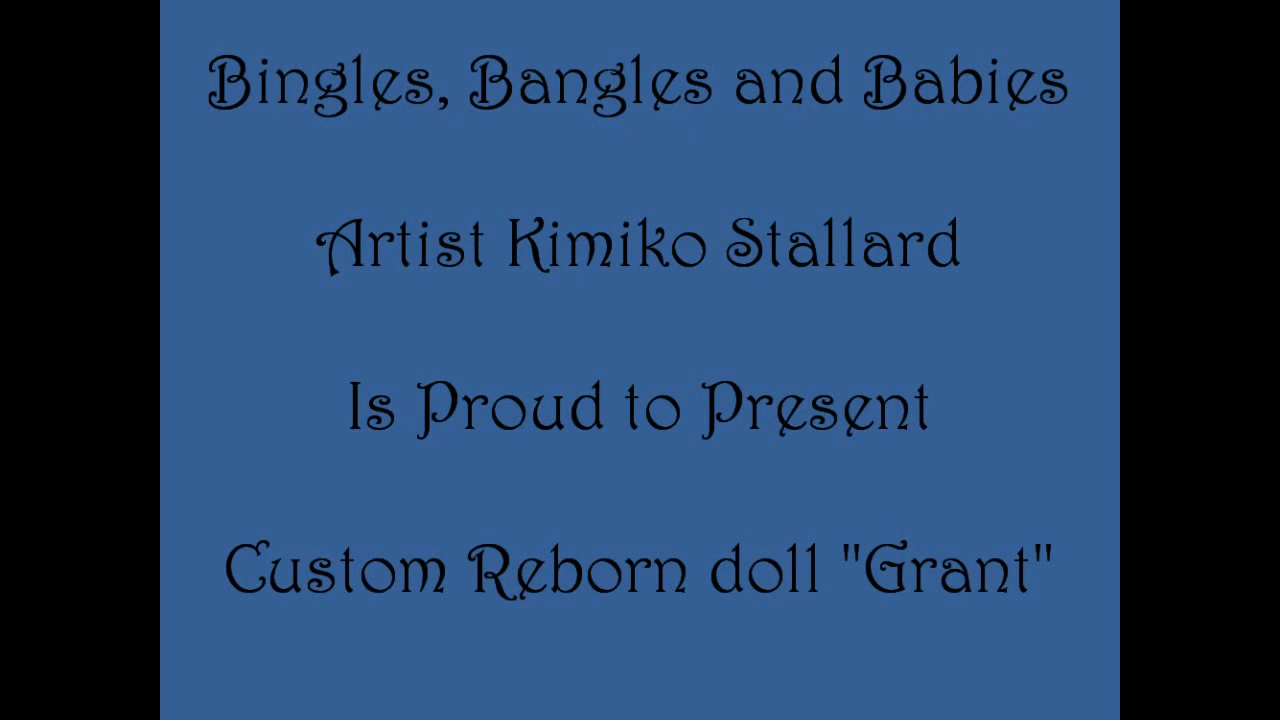 Bingles, Bangles and Babies
Artist Kimiko Stallard
Is Proud to Present
Custom Reborn doll "Grant"